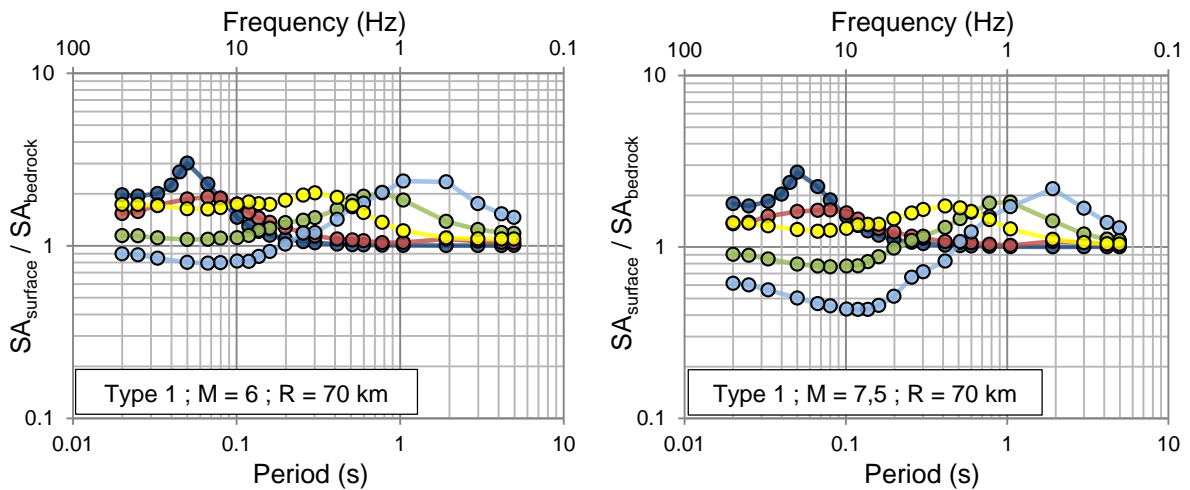 Frequency (Hz)
100 10 1 0.1
10
1
0.1
SAsurface / SAbedrock
Type 1 ; M = 6 ; R = 70 km
0.01 0.1 1 10
Period (s)
Frequency (Hz)
100 10 1 0.1
10
1
0.1
SAsurface / SAbedrock
Type 1 ; M = 7,5 ; R = 70 km
0.01 0.1 1 10
Period (s)